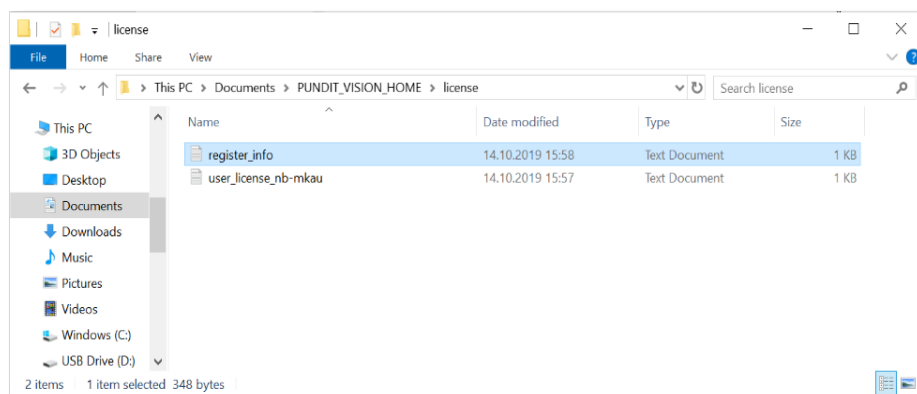 license
File Home Share View
This PC > Documents > PUNDIT_VISION_HOME > license
Search license
Name Date modified Type Size
This PC
3D Objects
Desktop
Documents
Downloads
Music
Pictures
Videos
Windows (C:)
USB Drive (D:)
register_info 14.10.2019 15:58 Text Document 1 KB
user_license_nb-mkau 14.10.2019 15:57 Text Document 1 KB
2 items 1 item selected 348 bytes